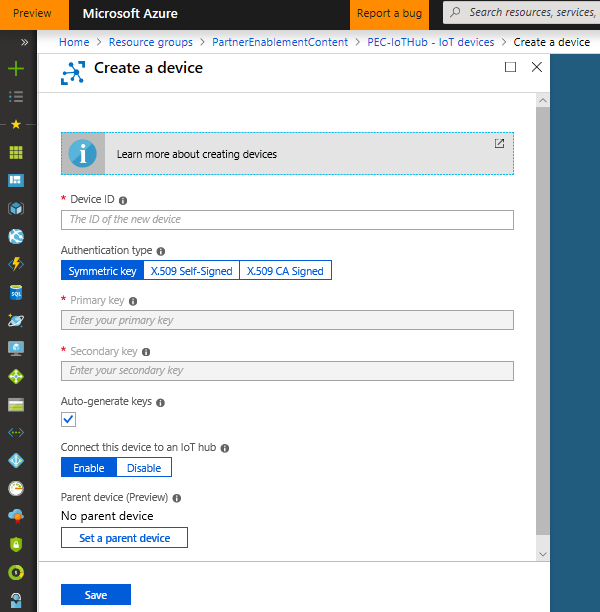 Preview
Microsoft Azure
Report a bug
Search resources, services,
Home > Resource groups > PartnerEnablementContent > PEC-IoTHub - IoT devices > Create a device
Create a device
Learn more about creating devices
* Device ID
The ID of the new device
Authentication type
Symmetric key
X.509 Self-Signed
X.509 CA Signed
* Primary key
Enter your primary key
* Secondary key
Enter your secondary key
Auto-generate keys
Connect this device to an IoT hub
Enable
Disable
Parent device (Preview)
No parent device
Set a parent device
Save
SQL